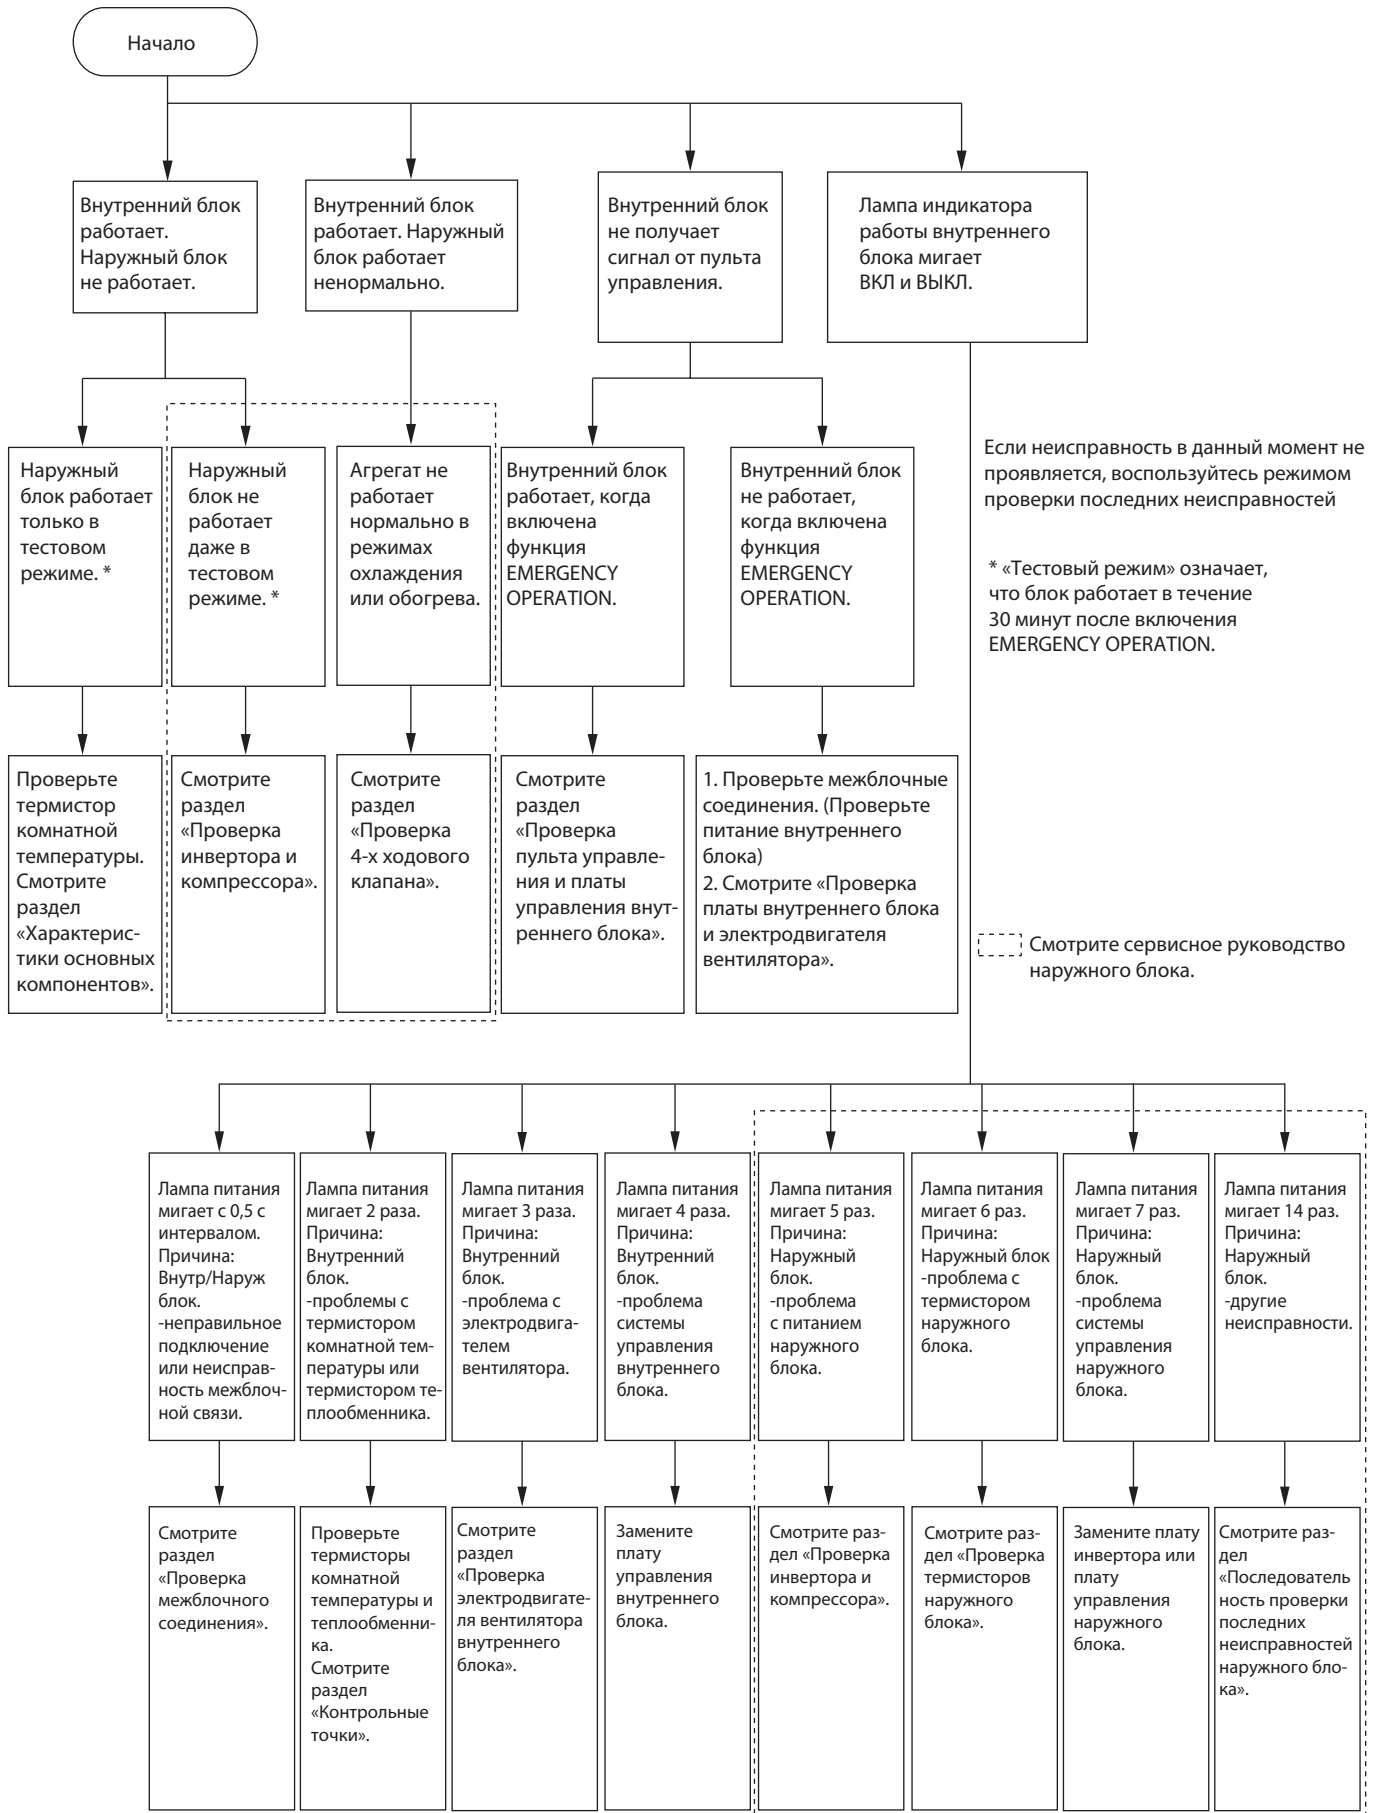 Начало
Внутренний блок
работает.
Наружный блок
не работает.
Внутренний блок
работает. Наружный
блок работает
ненормально.
Внутренний блок
не получает
сигнал от пульта
управления.
Лампа индикатора
работы внутреннего
блока мигает
ВКЛ и ВЫКЛ.
Наружный
блок работает
только в
тестовом
режиме. *
Наружный
блок не
работает
даже в
тестовом
режиме. *
Агрегат не
работает
нормально в
режимах
охлаждения
или обогрева.
Внутренний блок
работает, когда
включена
функция
EMERGENCY
OPERATION.
Внутренний блок
не работает,
когда включена
функция
EMERGENCY
OPERATION.
Если неисправность в данный момент не
проявляется, воспользуйтесь режимом
проверки последних неисправностей
* «Тестовый режим» означает,
что блок работает в течение
30 минут после включения
EMERGENCY OPERATION.
Проверьте
термистор
комнатной
температуры.
Смотрите
раздел
«Характерис-
тики основных
компонентов».
Смотрите
раздел
«Проверка
инвертора и
компрессора».
Смотрите
раздел
«Проверка
4-х ходового
клапана».
Смотрите
раздел
«Проверка
пульта управле-
ния и платы
управления внут-
реннего блока».
1. Проверьте межблочные
соединения. (Проверьте
питание внутреннего
блока)
2. Смотрите «Проверка
платы внутреннего блока
и электродвигателя
вентилятора».
Смотрите сервисное руководство
наружного блока.
Лампа питания
мигает с 0,5 с
интервалом.
Причина:
Внутр/Наруж
блок.
-неправильное
подключение
или неисправ-
ность межблоч-
ной связи.
Лампа питания
мигает 2 раза.
Причина:
Внутренний
блок.
-проблемы с
термистором
комнатной тем-
пературы или
термистором те-
плообменника.
Лампа питания
мигает 3 раза.
Причина:
Внутренний
блок.
-проблема с
электродвига-
телем
вентилятора.
Лампа питания
мигает 4 раза.
Причина:
Внутренний
блок.
-проблема
системы
управления
внутреннего
блока.
Лампа питания
мигает 5 раз.
Причина:
Наружный
блок.
-проблема
с питанием
наружного
блока.
Лампа питания
мигает 6 раз.
Причина:
Наружный блок
-проблема с
термистором
наружного
блока.
Лампа питания
мигает 7 раз.
Причина:
Наружный
блок.
-проблема
системы
управления
наружного
блока.
Лампа питания
мигает 14 раз.
Причина:
Наружный
блок.
-другие
неисправности.
Смотрите
раздел
«Проверка
межблочного
соединения».
Проверьте
термисторы
комнатной
температуры и
теплообменни-
ка.
Смотрите
раздел
«Контрольные
точки».
Смотрите
раздел
«Проверка
электродвигате-
ля вентилятора
внутреннего
блока».
Замените
плату
управления
внутреннего
блока.
Смотрите раз-
дел «Проверка
инвертора и
компрессора».
Смотрите раз-
дел «Проверка
термисторов
наружного
блока».
Замените плату
инвертора или
плату
управления
наружного
блока.
Смотрите раз-
дел
«Последователь
ность проверки
последних
неисправностей
наружного бло-
ка».